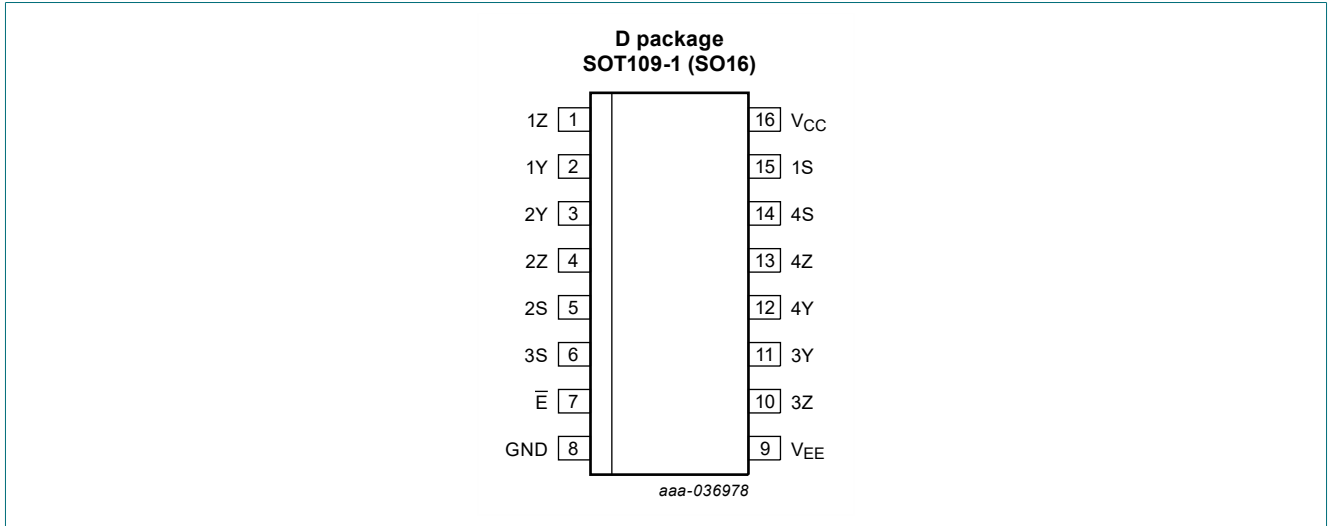 D package
SOT109-1 (SO16)
1Z 1 16 VCC
1Y 2 15 1S
2Y 3 14 4S
2Z 4 13 4Z
2S 5 12 4Y
3S 6 11 3Y
E̅ 7 10 3Z
GND 8 9 VEE
aaa-036978